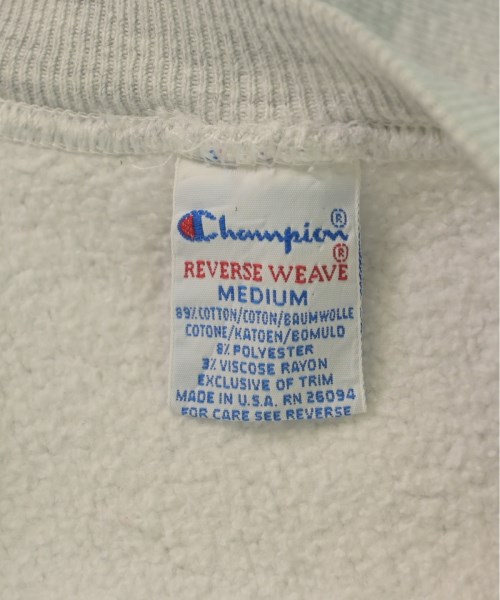 Champion®
®
REVERSE WEAVE
MEDIUM
89% COTTON/COTON/BAUMWOLLE
COTONE/KATOEN/BOMULD
8% POLYESTER
3% VISCOSE RAYON
EXCLUSIVE OF TRIM
MADE IN U.S.A. RN 26094
FOR CARE SEE REVERSE